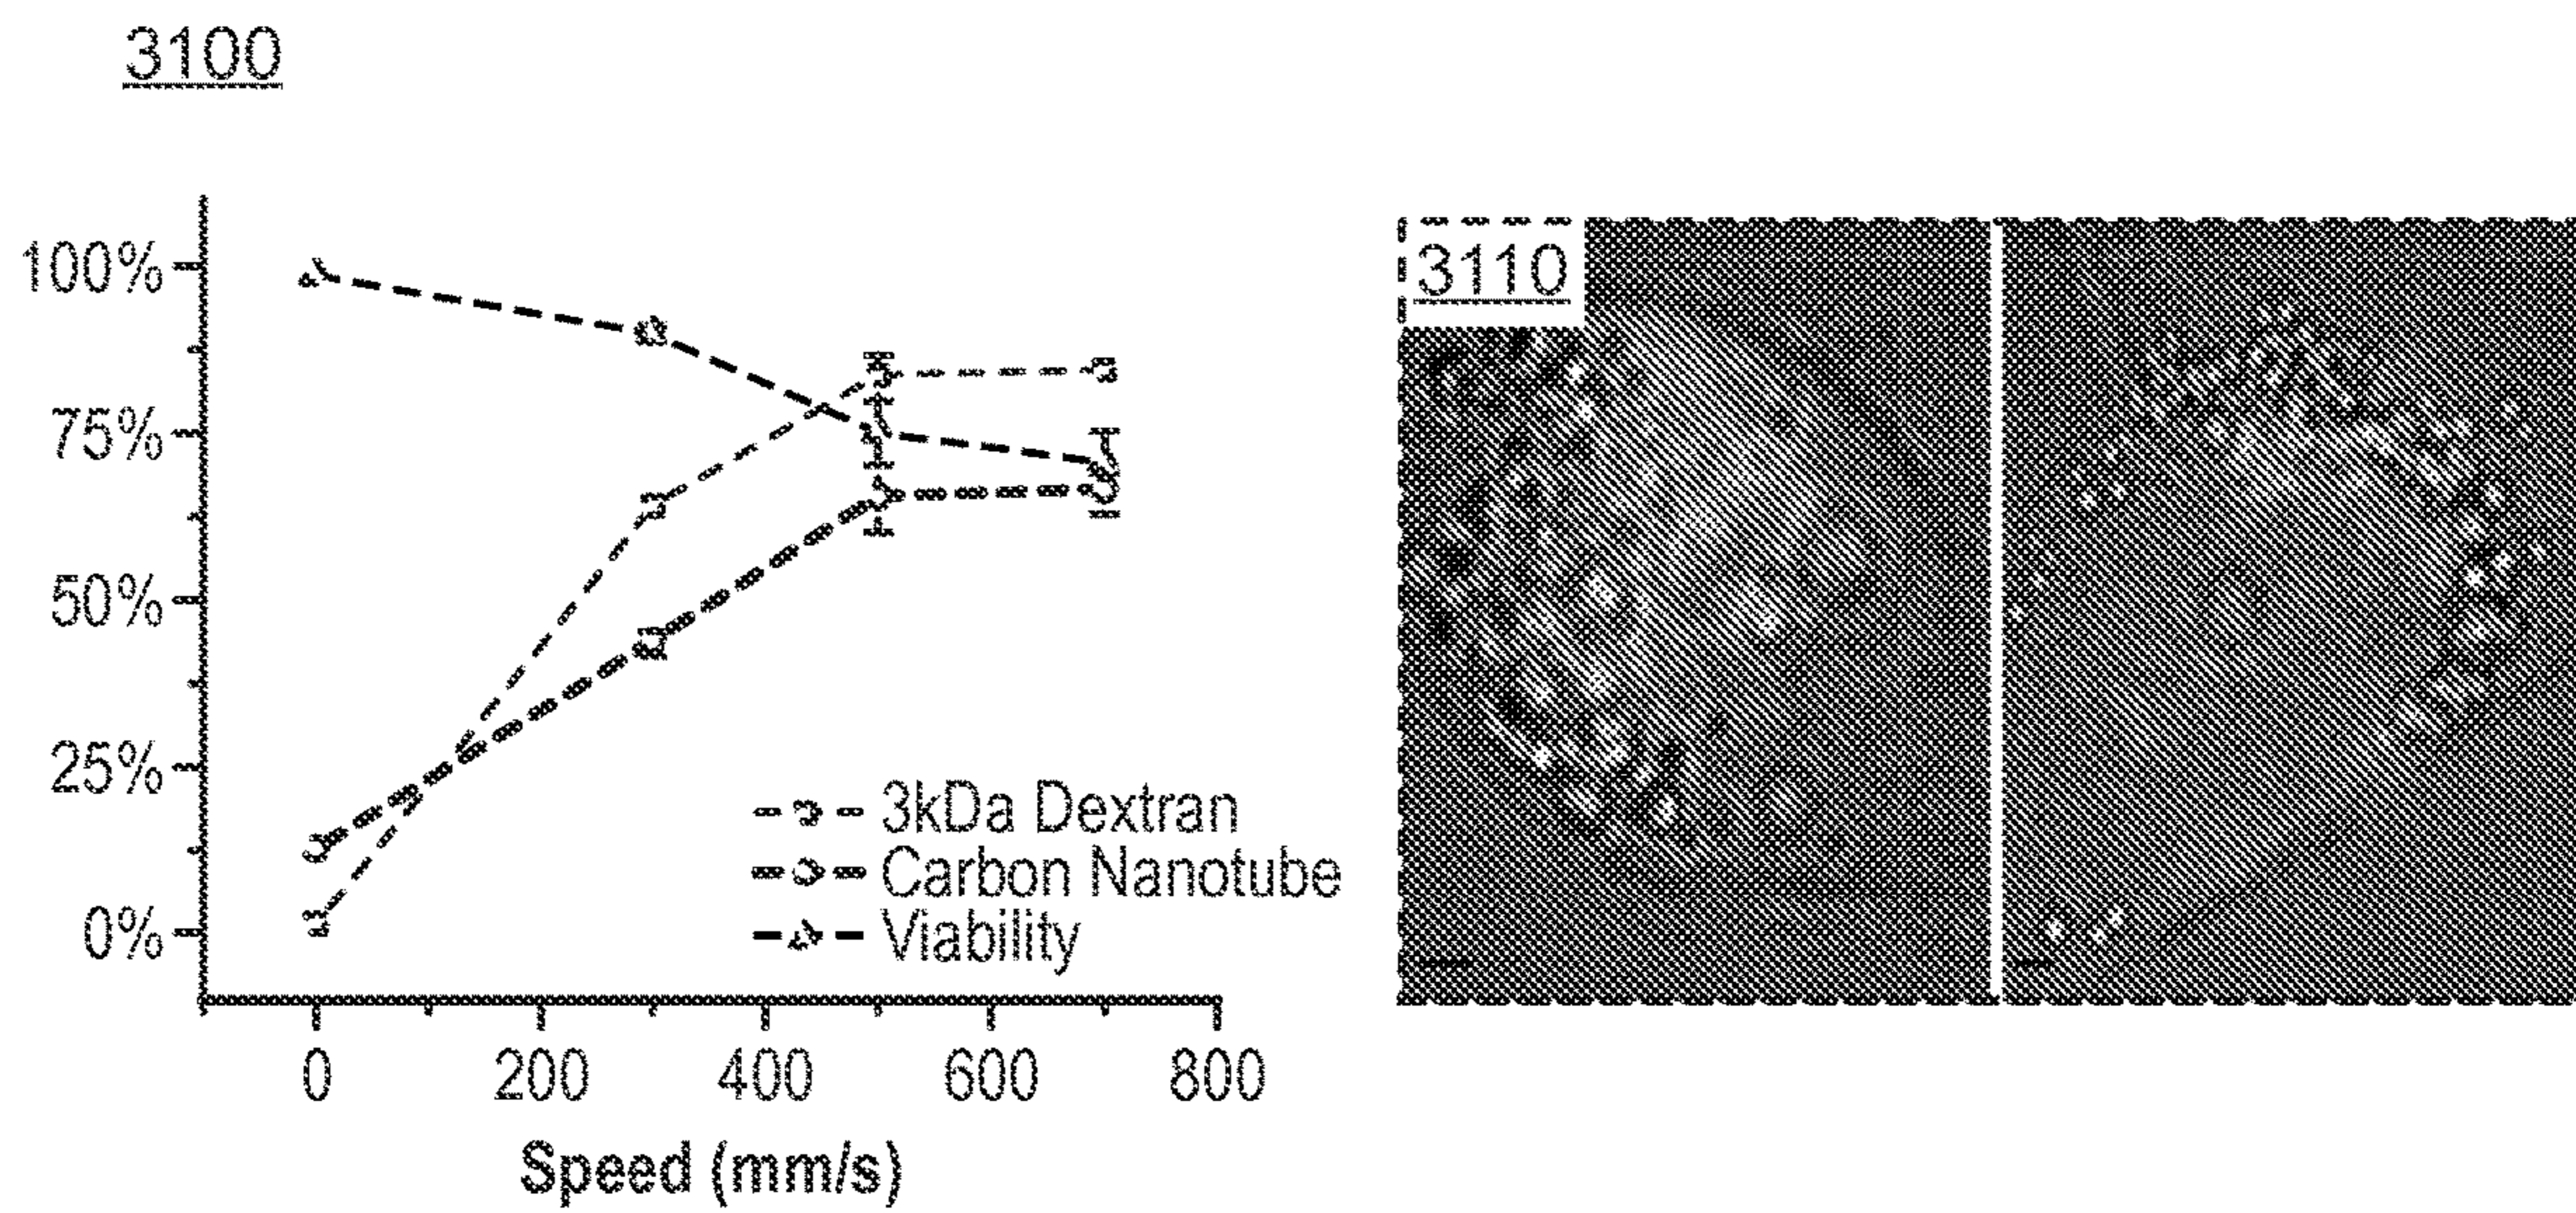 3100
100%
75%
50%
25%
0%
3kDa Dextran
Carbon Nanotube
Viability
0 200 400 600 800
Speed (mm/s)
3110